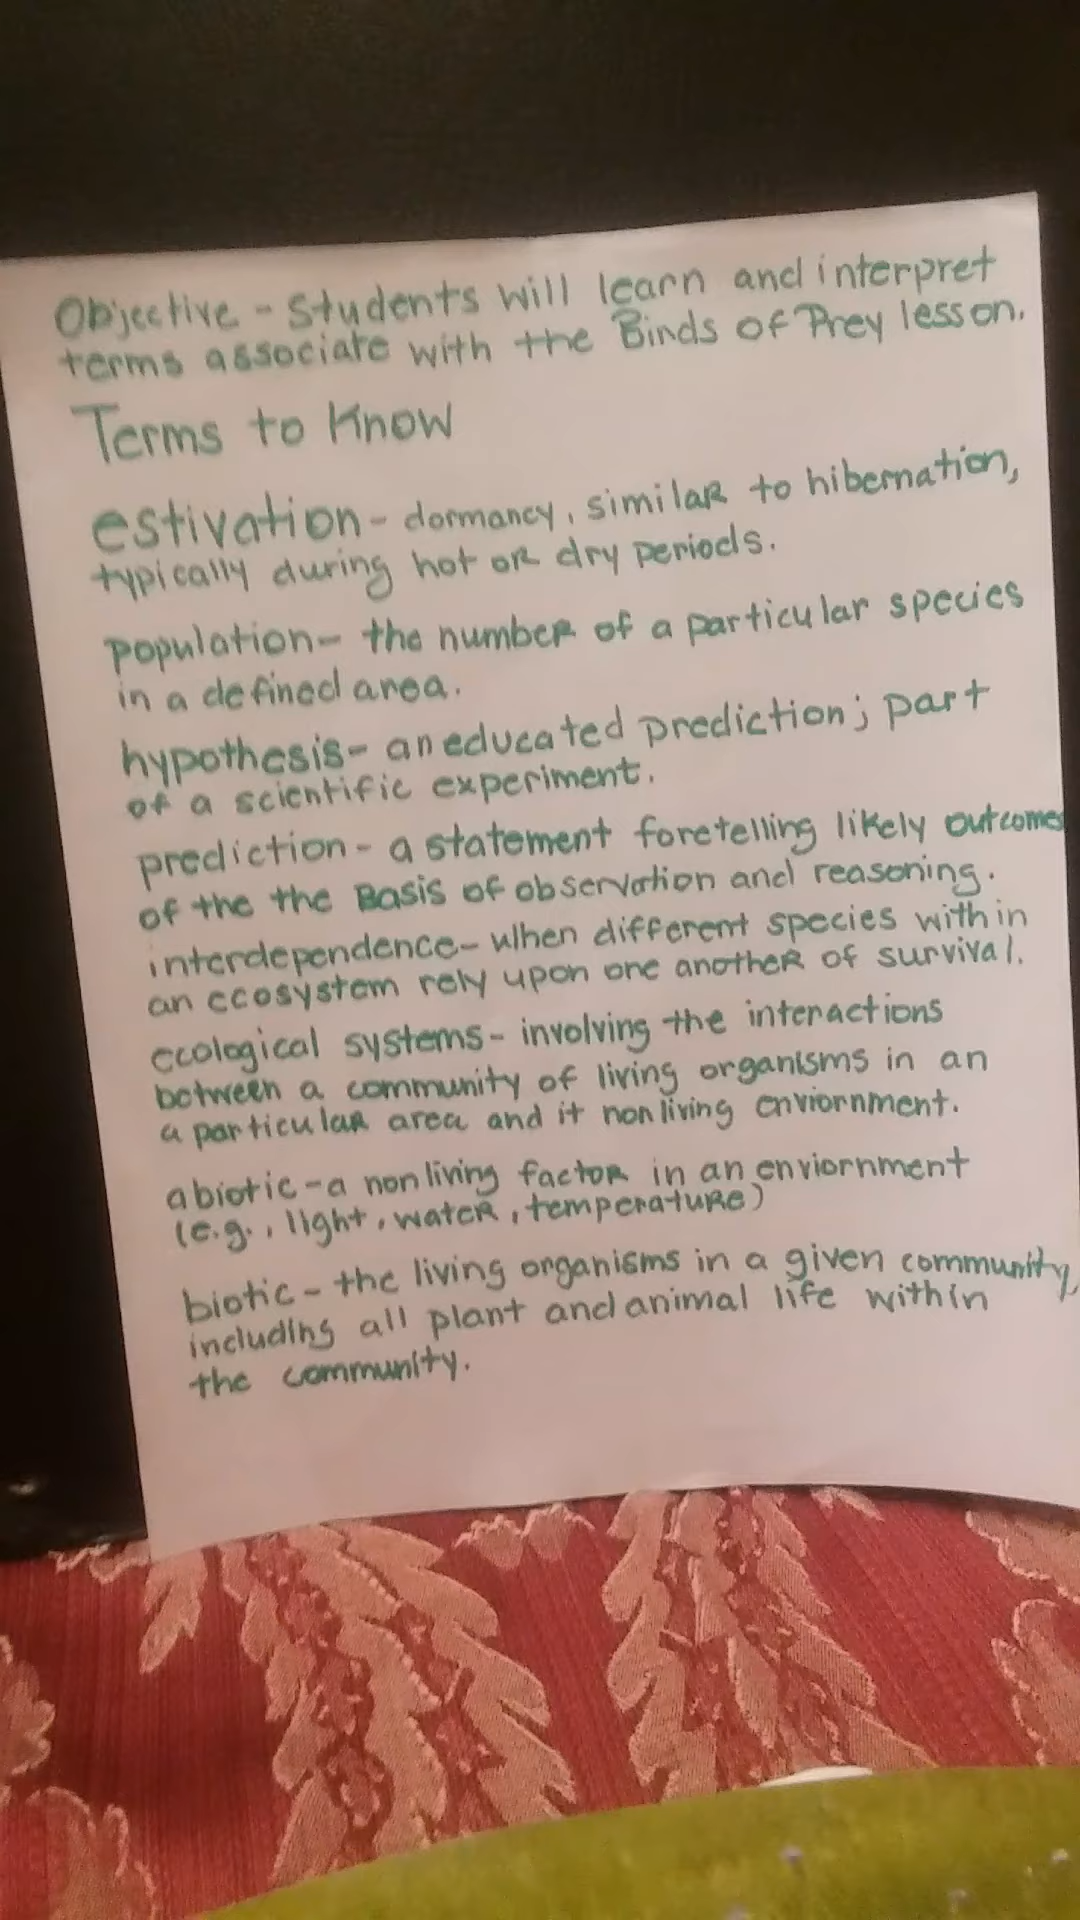 Objective - Students will learn and interpret
terms associate with the Binds of Prey lesson.
Terms to Know
estivation - dormancy, similar to hibernation,
typically during hot or dry periods.
population - the number of a particular species
in a defined area.
hypothesis - an educated prediction; part
of a scientific experiment.
prediction - a statement foretelling likely outcomes
of the the Basis of observation and reasoning.
interdependence - when different species within
an ecosystem rely upon one another of survival.
ecological systems - involving the interactions
between a community of living organisms in an
a particular area and it nonliving enviornment.
abiotic - a nonliving factor in an enviornment
(e.g., light, water, temperature)
biotic - the living organisms in a given community,
including all plant and animal life within
the community.